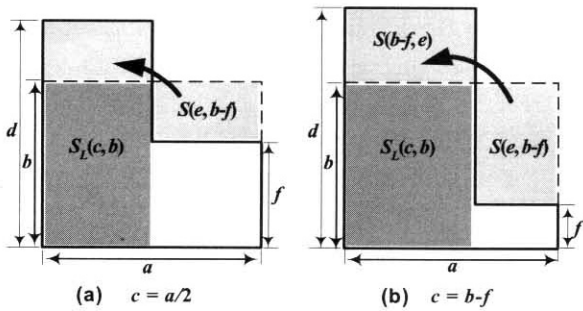 S(b-f, e)
d
b
S(e, b-f)
S_L(c, b)
f
a
d
b
S_L(c, b)
S(e, b-f)
f
a
(a) c = a/2
(b) c = b-f